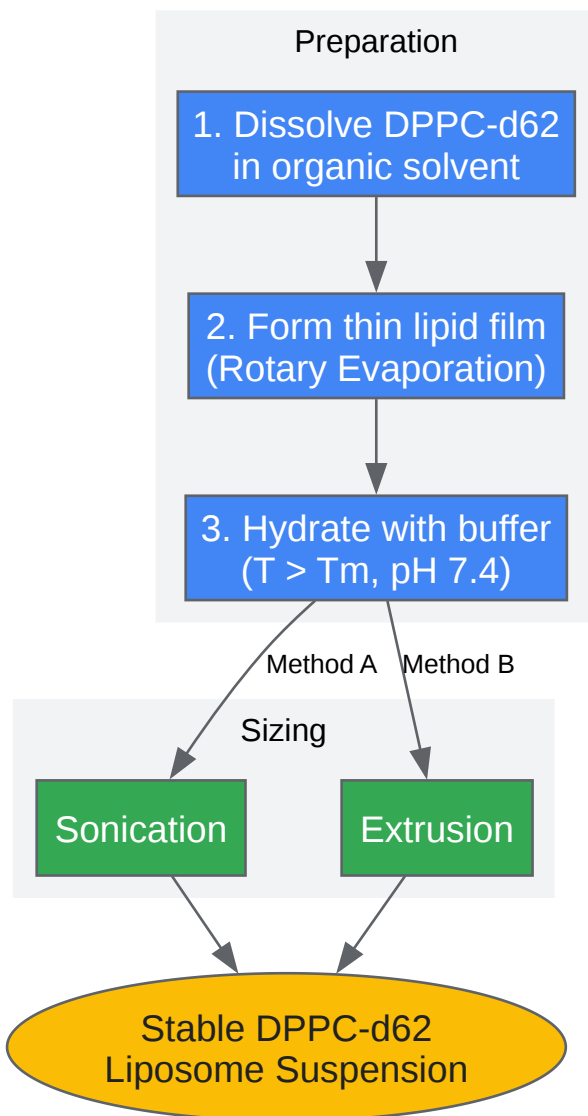 Preparation
1. Dissolve DPPC-d62
in organic solvent
2. Form thin lipid film
(Rotary Evaporation)
3. Hydrate with buffer
(T > Tm, pH 7.4)
Method A
Method B
Sizing
Sonication
Extrusion
Stable DPPC-d62
Liposome Suspension